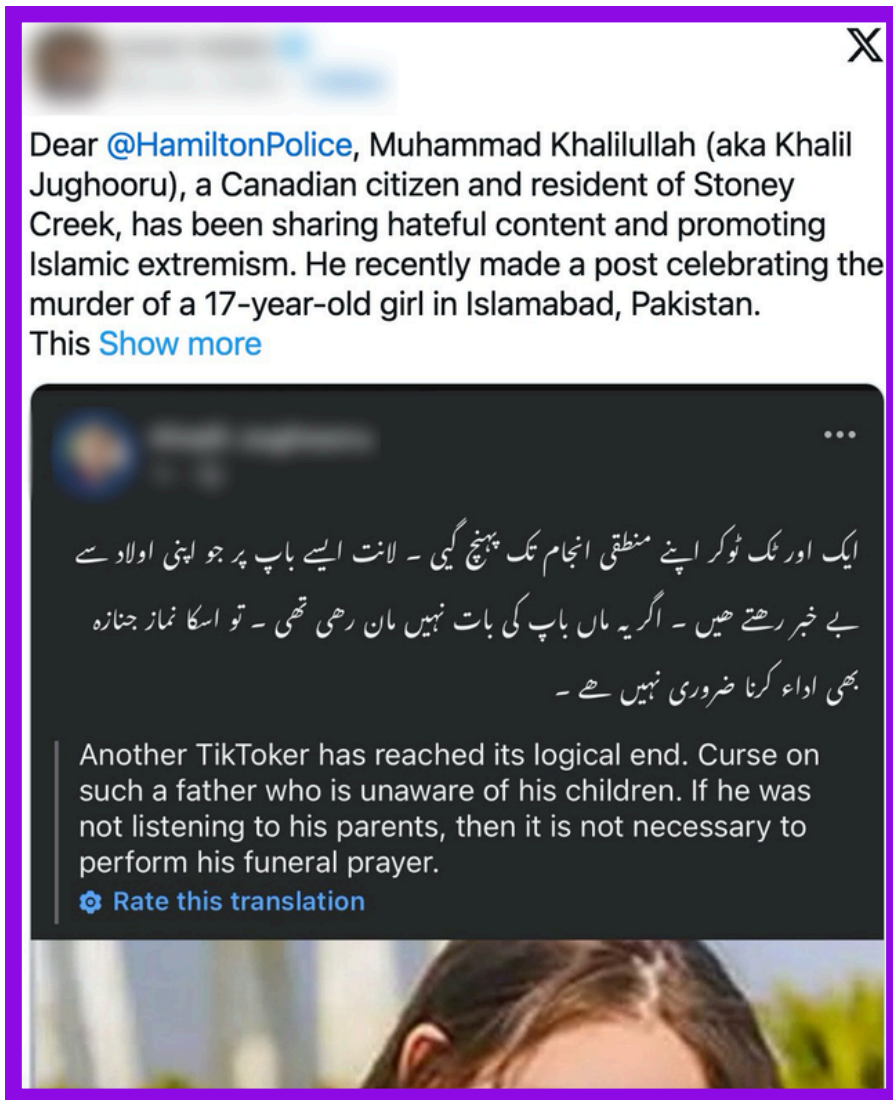 Dear @HamiltonPolice, Muhammad Khalilullah (aka Khalil
Jughooru), a Canadian citizen and resident of Stoney
Creek, has been sharing hateful content and promoting
Islamic extremism. He recently made a post celebrating the
murder of a 17-year-old girl in Islamabad, Pakistan.
This Show more
ایک اور ٹک ٹوکر اپنے منطقی انجام تک پہنچ گیی ۔ لانت ایسے باپ پر جو اپنی اولاد سے
بے خبر رھتے ھیں ۔ اگر یہ ماں باپ کی بات نہیں مان رھی تھی ۔ تو اسکا نماز جنازہ
بھی اداء کرنا ضروری نہیں ھے ۔
Another TikToker has reached its logical end. Curse on
such a father who is unaware of his children. If he was
not listening to his parents, then it is not necessary to
perform his funeral prayer.
Rate this translation